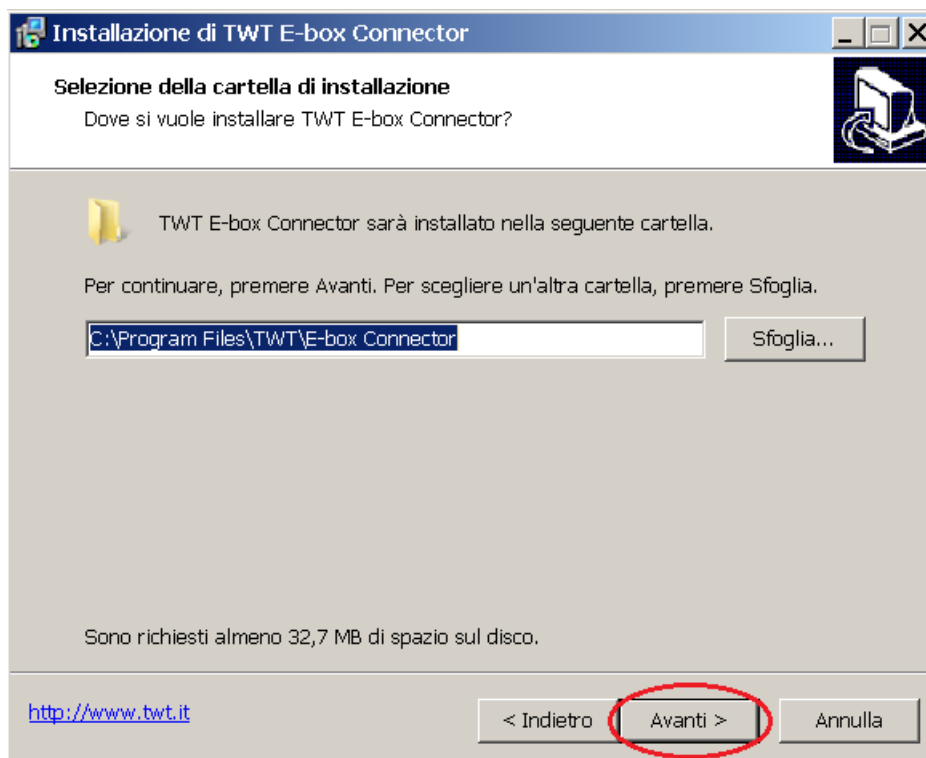 Installazione di TWT E-box Connector
Selezione della cartella di installazione
Dove si vuole installare TWT E-box Connector?
TWT E-box Connector sarà installato nella seguente cartella.
Per continuare, premere Avanti. Per scegliere un'altra cartella, premere Sfoglia.
C:\Program Files\TWT\E-box Connector
Sfoglia...
Sono richiesti almeno 32,7 MB di spazio sul disco.
http://www.twt.it
< Indietro
Avanti >
Annulla